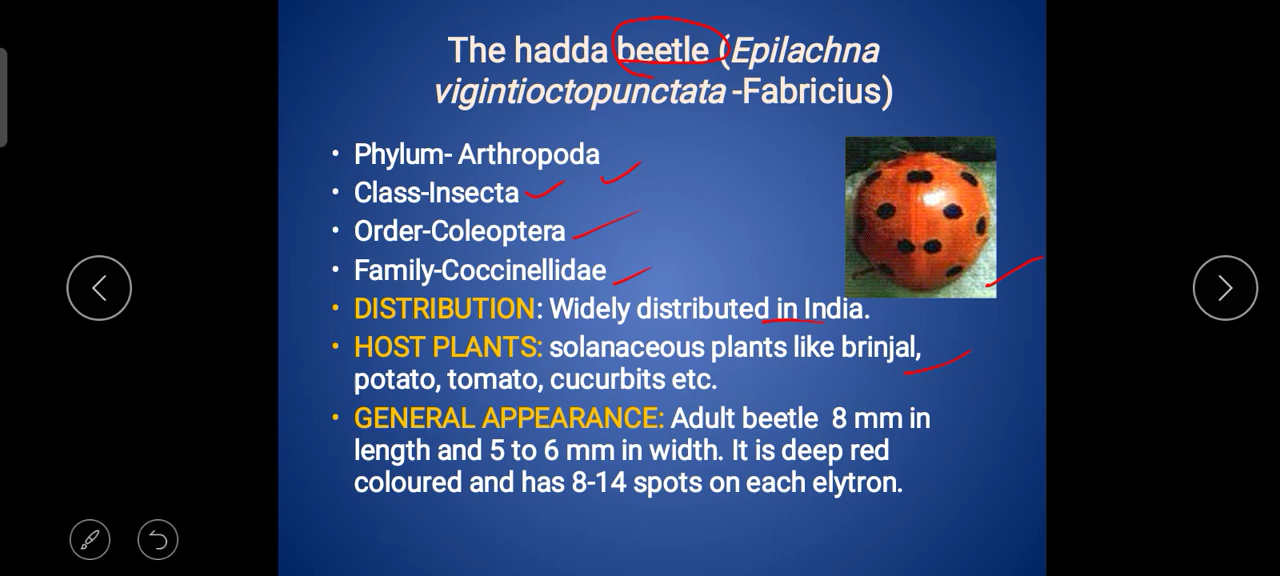 The hadda beetle (Epilachna
vigintioctopunctata -Fabricius)
• Phylum- Arthropoda
• Class-Insecta
• Order-Coleoptera
• Family-Coccinellidae
• DISTRIBUTION: Widely distributed in India.
• HOST PLANTS: solanaceous plants like brinjal,
potato, tomato, cucurbits etc.
• GENERAL APPEARANCE: Adult beetle 8 mm in
length and 5 to 6 mm in width. It is deep red
coloured and has 8-14 spots on each elytron.